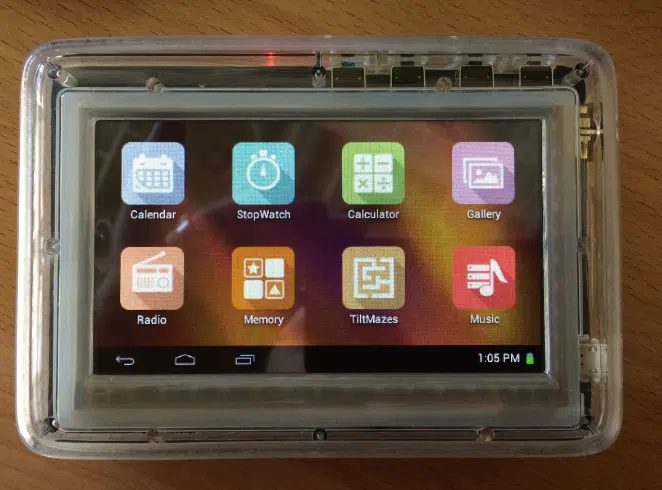 Calendar
StopWatch
Calculator
Gallery
Radio
Memory
TiltMazes
Music
1:05 PM